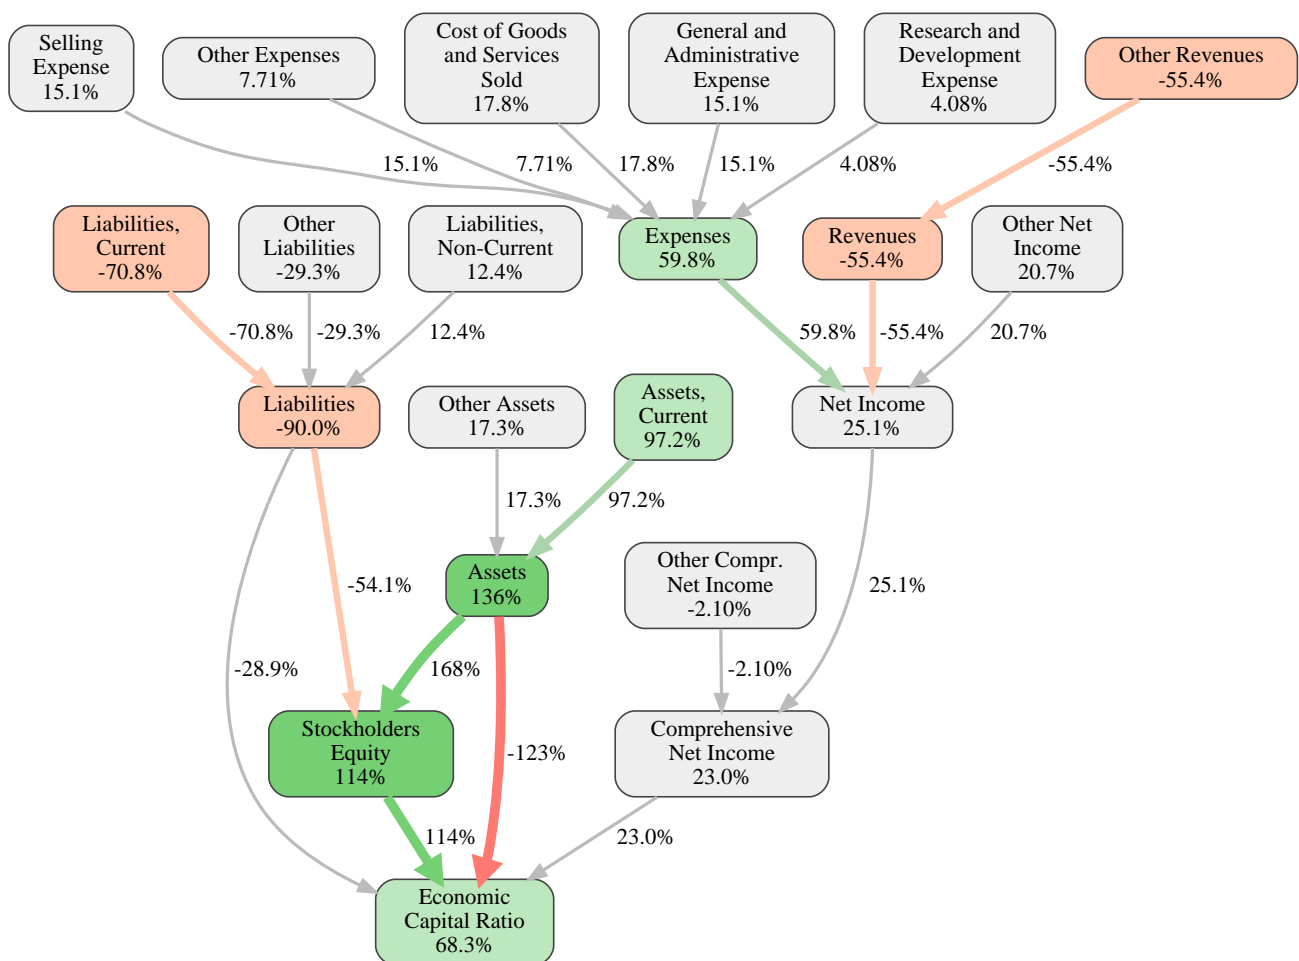 Selling
Expense
15.1%
Other Expenses
7.71%
Cost of Goods
and Services
Sold
17.8%
General and
Administrative
Expense
15.1%
Research and
Development
Expense
4.08%
Other Revenues
-55.4%
15.1%
7.71%
17.8%
15.1%
4.08%
-55.4%
Liabilities,
Current
-70.8%
Other
Liabilities
-29.3%
Liabilities,
Non-Current
12.4%
Expenses
59.8%
Revenues
-55.4%
Other Net
Income
20.7%
-70.8%
-29.3%
12.4%
59.8%
-55.4%
20.7%
Liabilities
-90.0%
Other Assets
17.3%
Assets,
Current
97.2%
Net Income
25.1%
17.3%
97.2%
Assets
136%
Other Compr.
Net Income
-2.10%
-54.1%
25.1%
-28.9%
168%
-2.10%
Stockholders
Equity
114%
-123%
Comprehensive
Net Income
23.0%
114%
23.0%
Economic
Capital Ratio
68.3%